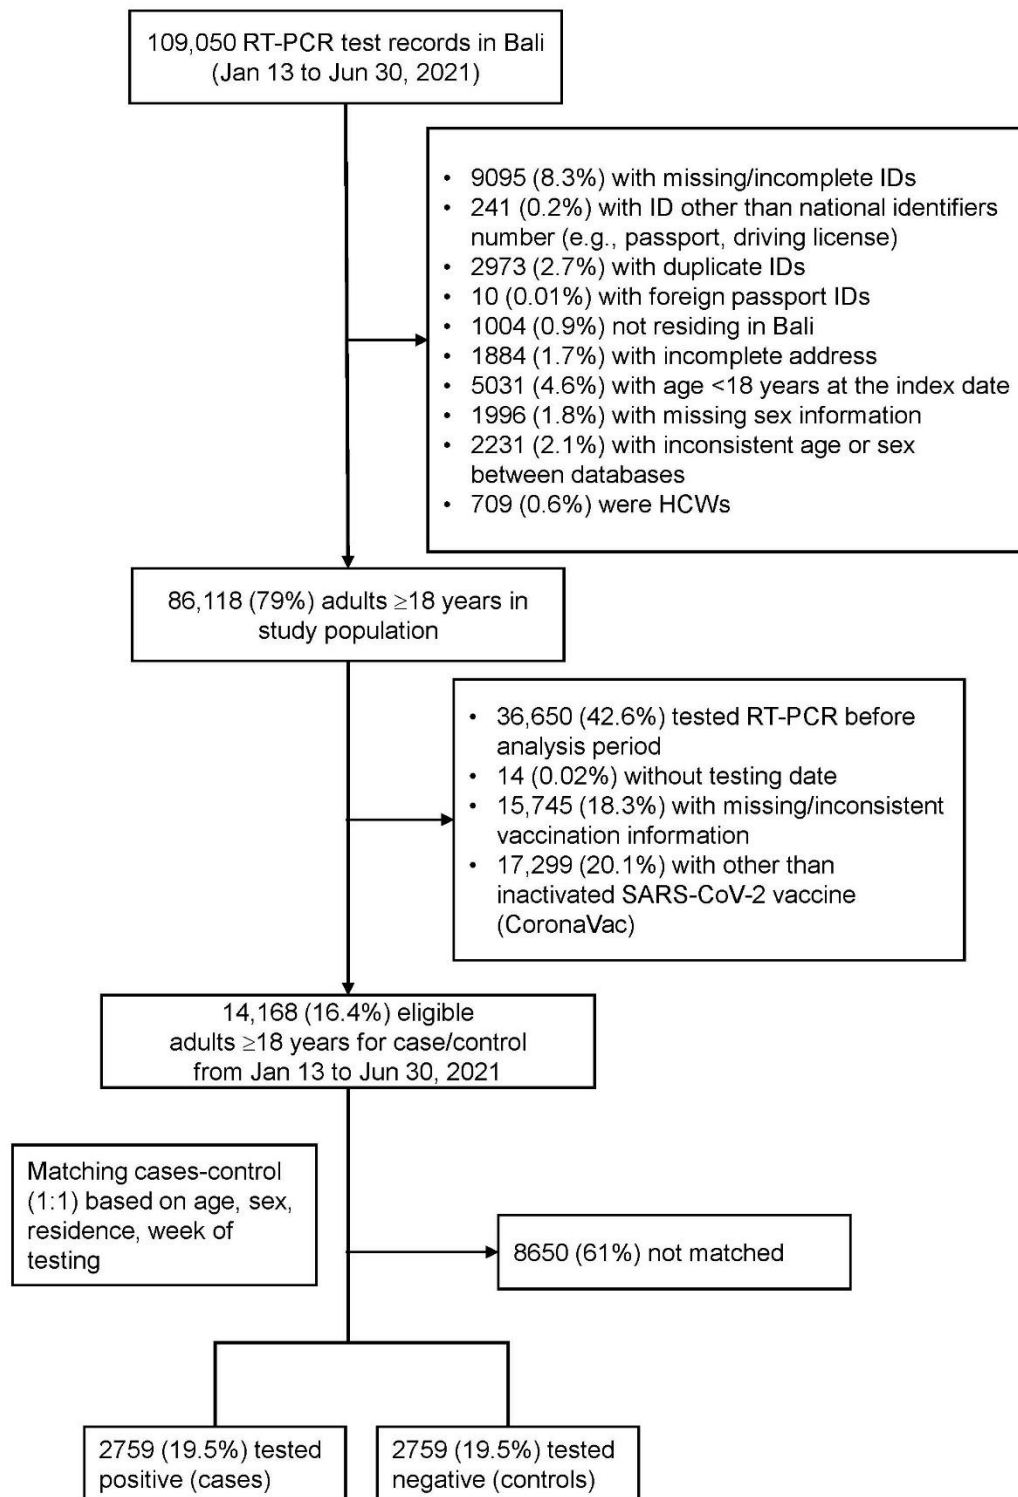 109,050 RT-PCR test records in Bali
(Jan 13 to Jun 30, 2021)
• 9095 (8.3%) with missing/incomplete IDs
• 241 (0.2%) with ID other than national identifiers
number (e.g., passport, driving license)
• 2973 (2.7%) with duplicate IDs
• 10 (0.01%) with foreign passport IDs
• 1004 (0.9%) not residing in Bali
• 1884 (1.7%) with incomplete address
• 5031 (4.6%) with age <18 years at the index date
• 1996 (1.8%) with missing sex information
• 2231 (2.1%) with inconsistent age or sex
between databases
• 709 (0.6%) were HCWs
86,118 (79%) adults ≥18 years in
study population
• 36,650 (42.6%) tested RT-PCR before
analysis period
• 14 (0.02%) without testing date
• 15,745 (18.3%) with missing/inconsistent
vaccination information
• 17,299 (20.1%) with other than
inactivated SARS-CoV-2 vaccine
(CoronaVac)
14,168 (16.4%) eligible
adults ≥18 years for case/control
from Jan 13 to Jun 30, 2021
Matching cases-control
(1:1) based on age, sex,
residence, week of
testing
8650 (61%) not matched
2759 (19.5%) tested
positive (cases)
2759 (19.5%) tested
negative (controls)